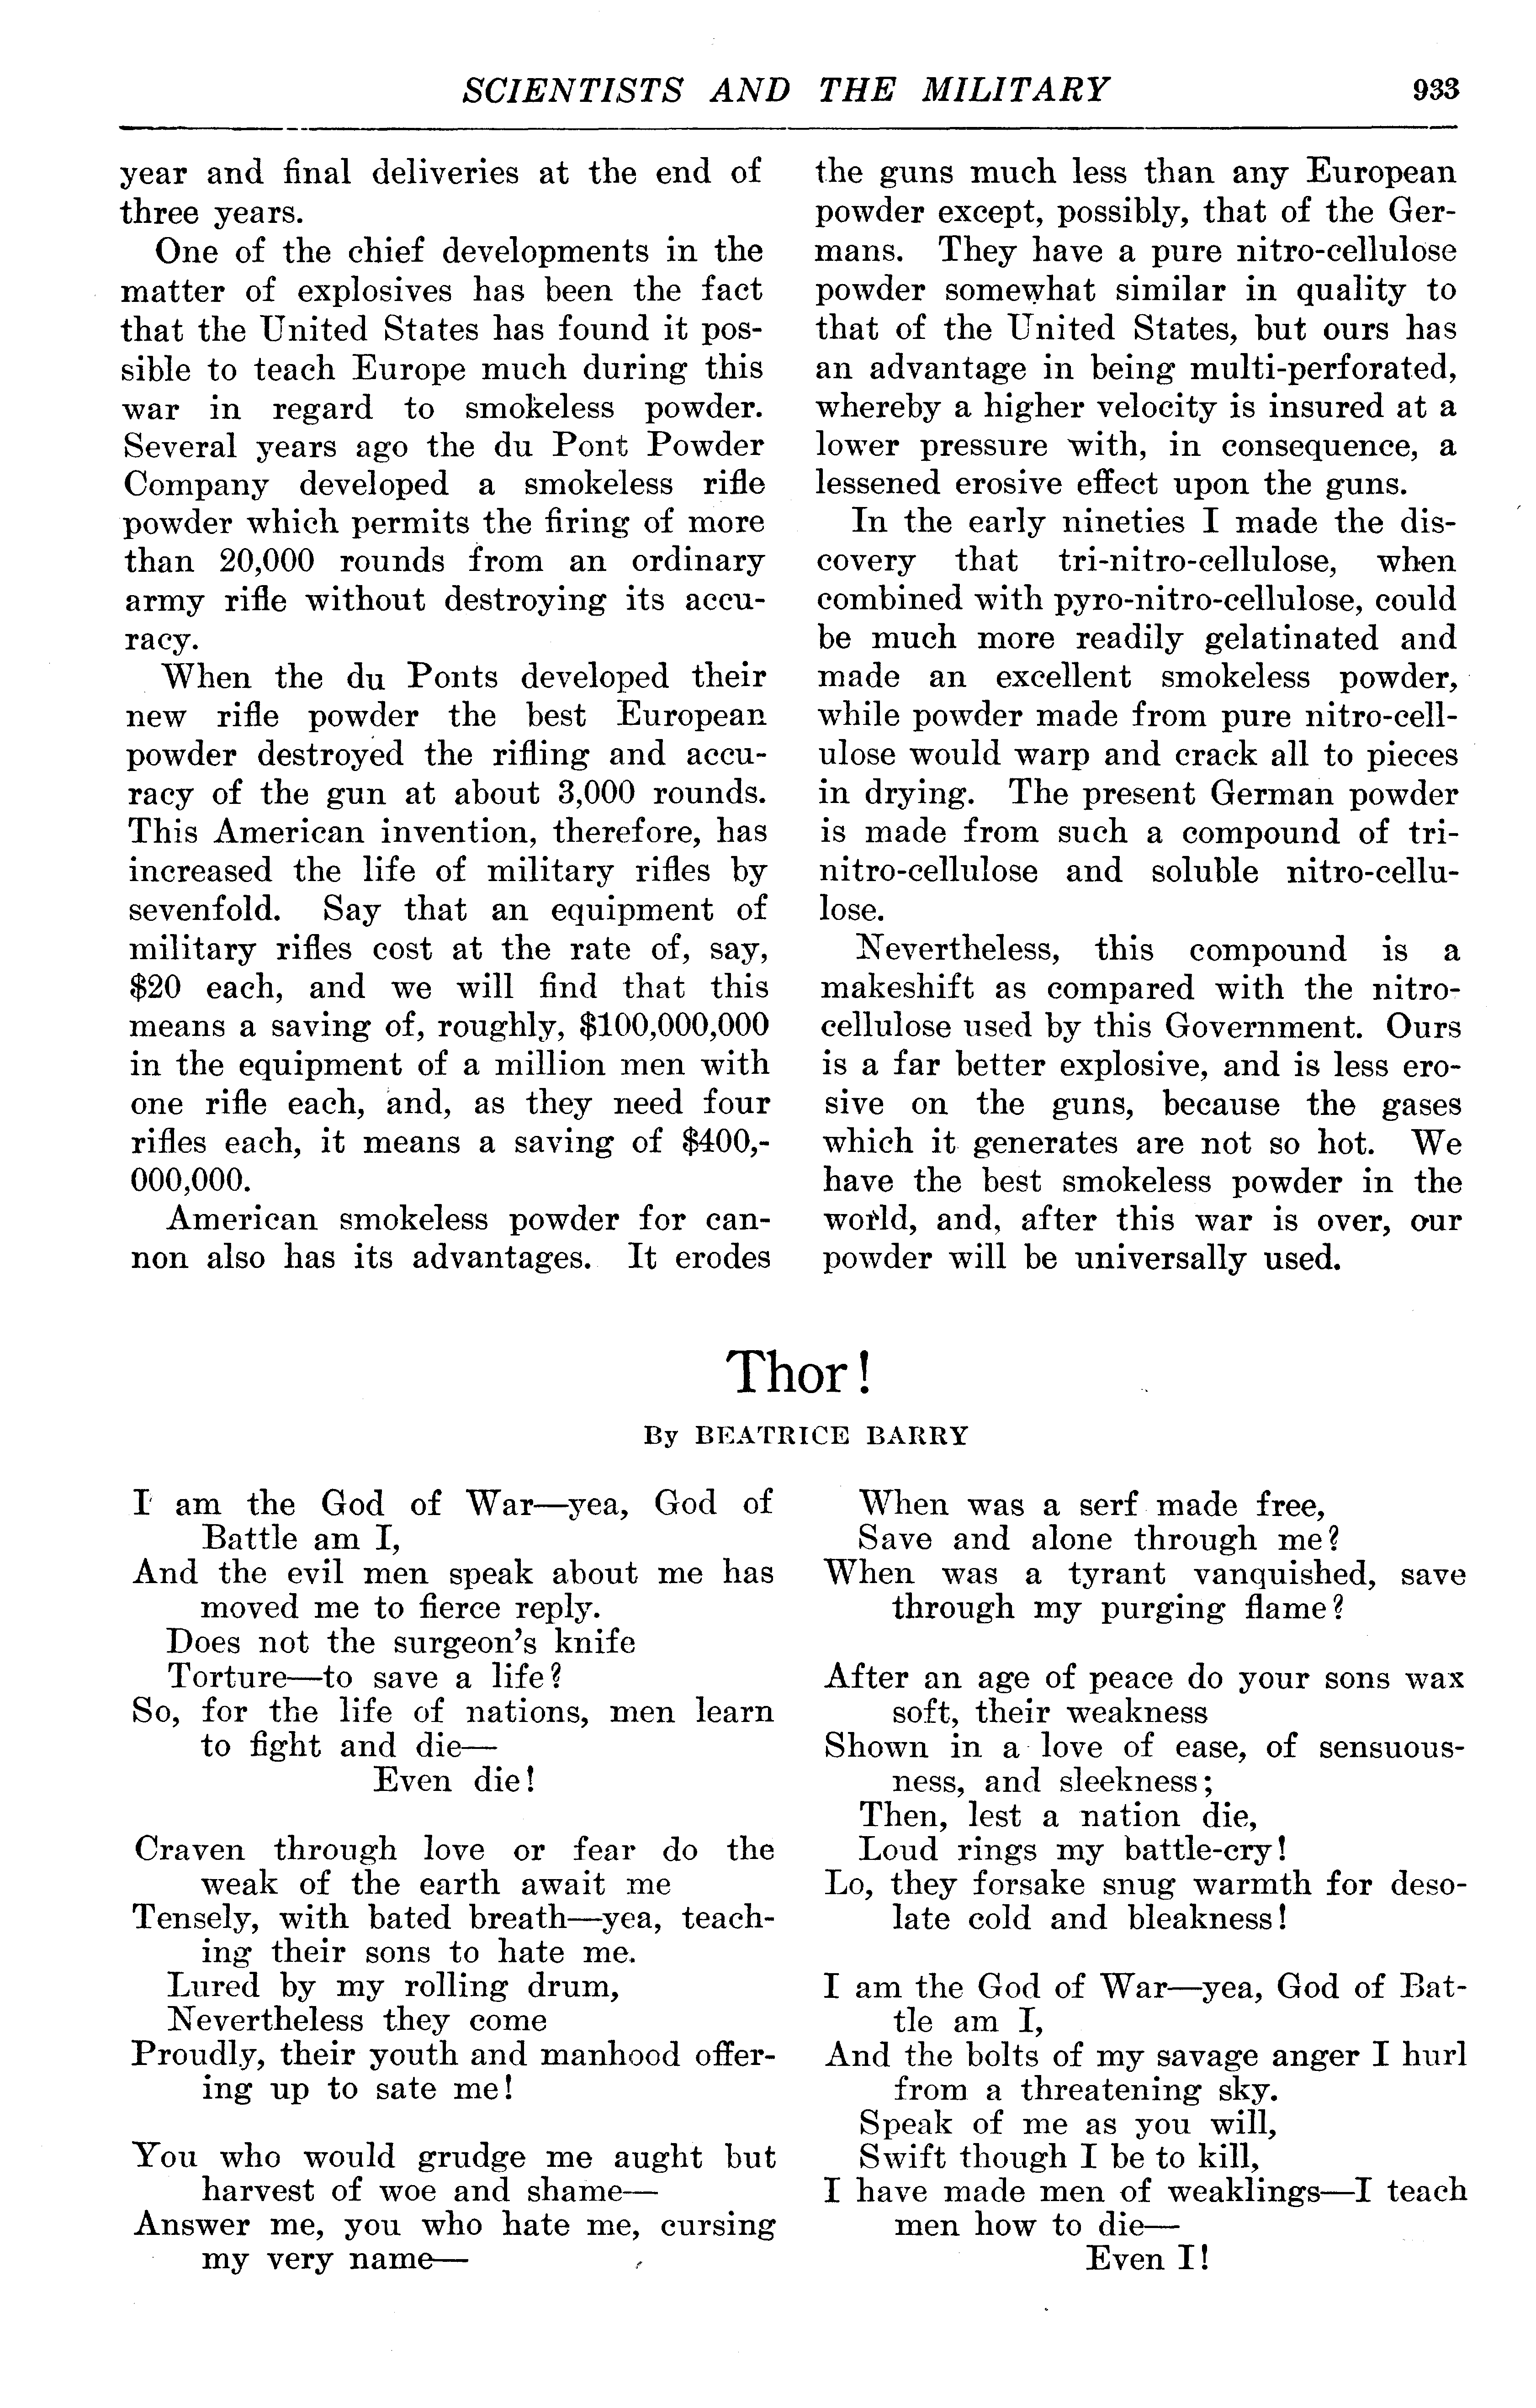 SCIENTISTS AND THE MILITARY 933
year and final deliveries at the end of
three years.
One of the chief developments in the
matter of explosives has been the fact
that the United States has found it pos-
sible to teach Europe much during this
war in regard to smokeless powder.
Several years ago the du Pont Powder
Company developed a smokeless rifle
powder which permits the firing of more
than 20,000 rounds from an ordinary
army rifle without destroying its accu-
racy.
When the du Ponts developed their
new rifle powder the best European
powder destroyed the rifling and accu-
racy of the gun at about 3,000 rounds.
This American invention, therefore, has
increased the life of military rifles by
sevenfold. Say that an equipment of
military rifles cost at the rate of, say,
$20 each, and we will find that this
means a saving of, roughly, $100,000,000
in the equipment of a million men with
one rifle each, and, as they need four
rifles each, it means a saving of $400,-
000,000.
American smokeless powder for can-
non also has its advantages. It erodes
the guns much less than any European
powder except, possibly, that of the Ger-
mans. They have a pure nitro-cellulose
powder somewhat similar in quality to
that of the United States, but ours has
an advantage in being multi-perforated,
whereby a higher velocity is insured at a
lower pressure with, in consequence, a
lessened erosive effect upon the guns.
In the early nineties I made the dis-
covery that tri-nitro-cellulose, when
combined with pyro-nitro-cellulose, could
be much more readily gelatinated and
made an excellent smokeless powder,
while powder made from pure nitro-cell-
ulose would warp and crack all to pieces
in drying. The present German powder
is made from such a compound of tri-
nitro-cellulose and soluble nitro-cellu-
lose.
Nevertheless, this compound is a
makeshift as compared with the nitro-
cellulose used by this Government. Ours
is a far better explosive, and is less ero-
sive on the guns, because the gases
which it generates are not so hot. We
have the best smokeless powder in the
world, and, after this war is over, our
powder will be universally used.
Thor!
By BEATRICE BARRY
I am the God of War—yea, God of
Battle am I,
And the evil men speak about me has
moved me to fierce reply.
Does not the surgeon's knife
Torture—to save a life?
So, for the life of nations, men learn
to fight and die—
Even die!
Craven through love or fear do the
weak of the earth await me
Tensely, with bated breath—yea, teach-
ing their sons to hate me.
Lured by my rolling drum,
Nevertheless they come
Proudly, their youth and manhood offer-
ing up to sate me!
You who would grudge me aught but
harvest of woe and shame—
Answer me, you who hate me, cursing
my very name—
When was a serf made free,
Save and alone through me?
When was a tyrant vanquished, save
through my purging flame?
After an age of peace do your sons wax
soft, their weakness
Shown in a love of ease, of sensuous-
ness, and sleekness;
Then, lest a nation die,
Loud rings my battle-cry!
Lo, they forsake snug warmth for deso-
late cold and bleakness!
I am the God of War—yea, God of Bat-
tle am I,
And the bolts of my savage anger I hurl
from a threatening sky.
Speak of me as you will,
Swift though I be to kill,
I have made men of weaklings—I teach
men how to die—
Even I!